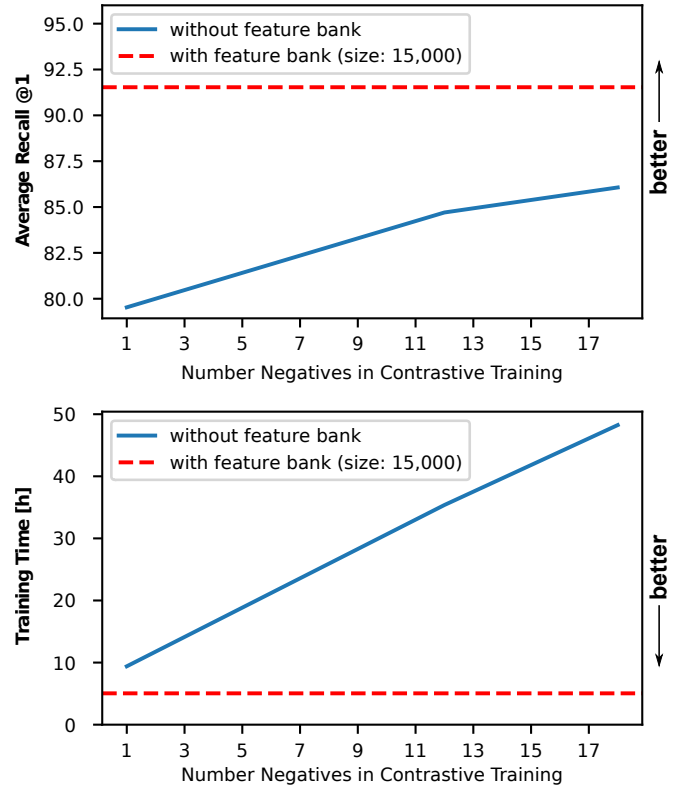 95.0
92.5
90.0
87.5
85.0
82.5
80.0
Average Recall @1
without feature bank
with feature bank (size: 15,000)
better
1 3 5 7 9 11 13 15 17
Number Negatives in Contrastive Training
50
40
30
20
10
0
Training Time [h]
without feature bank
with feature bank (size: 15,000)
better
1 3 5 7 9 11 13 15 17
Number Negatives in Contrastive Training